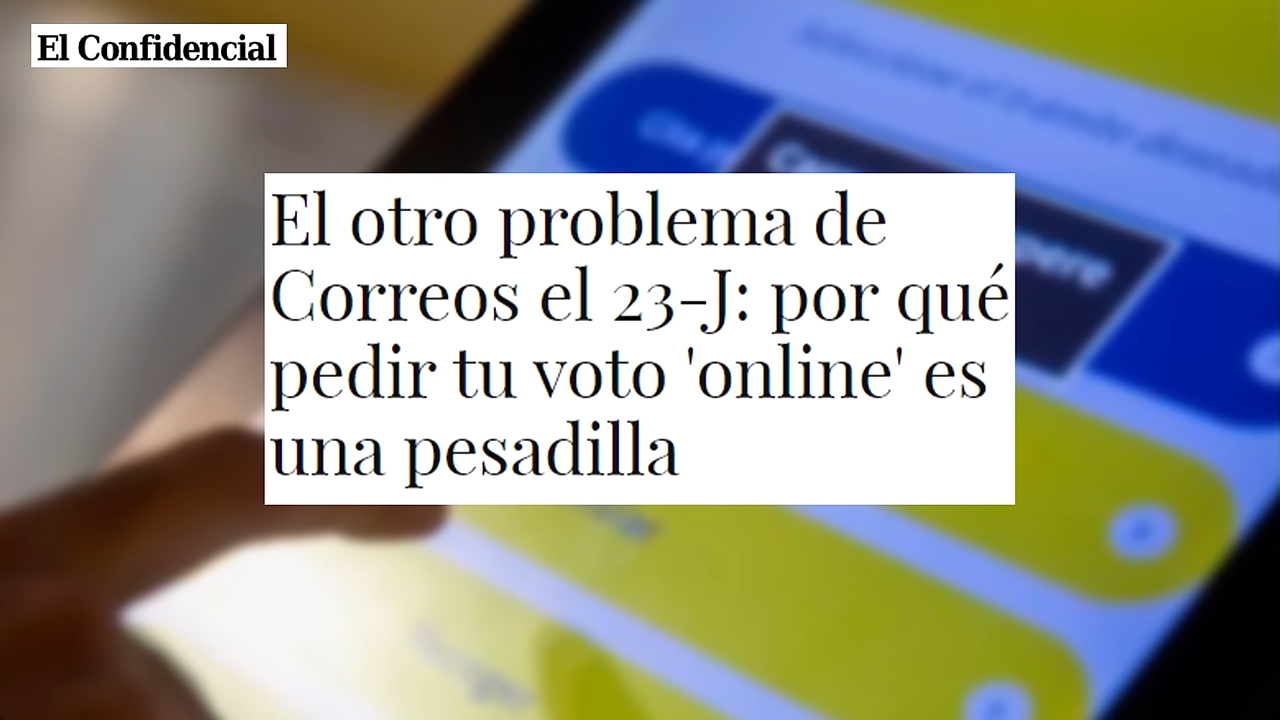 El Confidencial
El otro problema de
Correos el 23-J: por qué
pedir tu voto 'online' es
una pesadilla